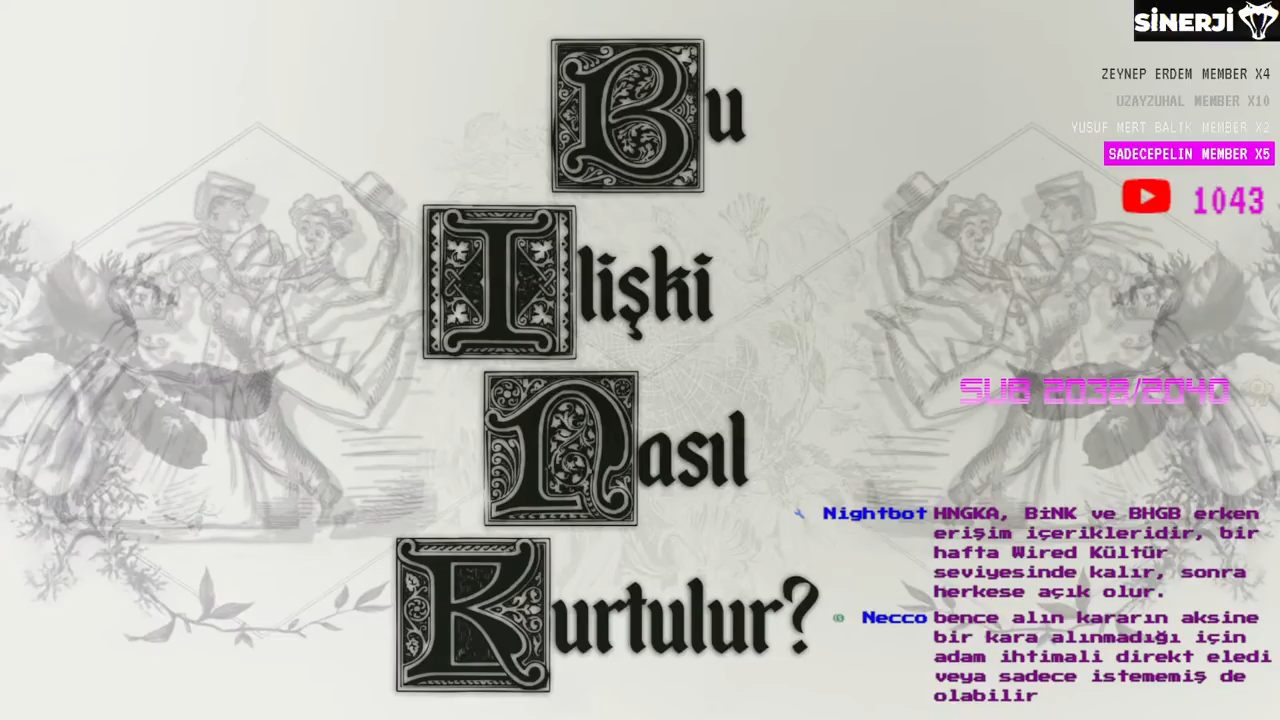 SİNERJİ
ZEYNEP ERDEM MEMBER X4
UZAYZUHAL MEMBER X10
YUSUF MERT BALIK MEMBER X2
SADECEPELIN MEMBER X5
1043
Bu
İlişki
Nasıl
Kurtulur?
SUB 2038/2040
Nightbot HNGKA, BiNK ve BHGB erken
erişim içerikleridir, bir
hafta Wired Kültür
seviyesinde kalır, sonra
herkese açık olur.
Necco bence alın kararın aksine
bir kara alınmadığı için
adam ihtimali direkt eledi
veya sadece istememiş de
olabilir